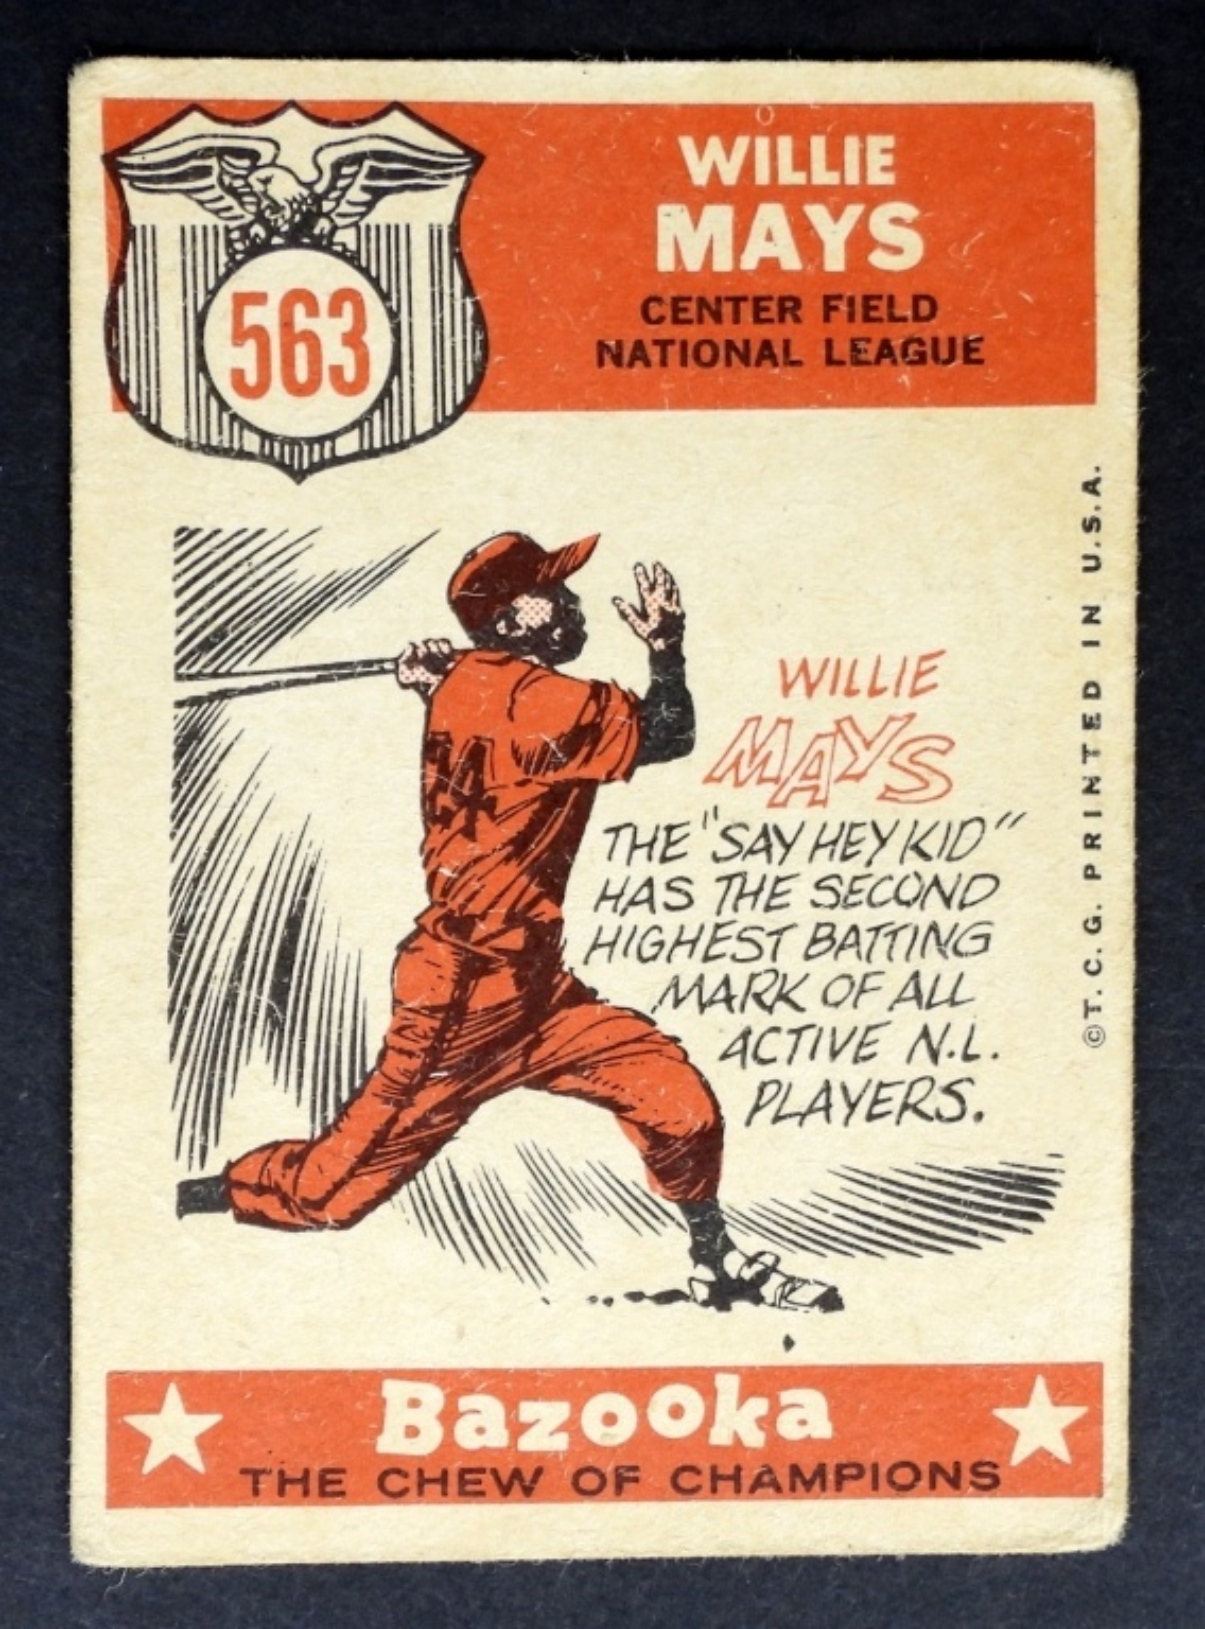 563
WILLIE
MAYS
CENTER FIELD
NATIONAL LEAGUE
©T.C.G. PRINTED IN U.S.A.
24
WILLIE
MAYS
THE "SAY HEY KID"
HAS THE SECOND
HIGHEST BATTING
MARK OF ALL
ACTIVE N.L.
PLAYERS.
Bazooka
THE CHEW OF CHAMPIONS